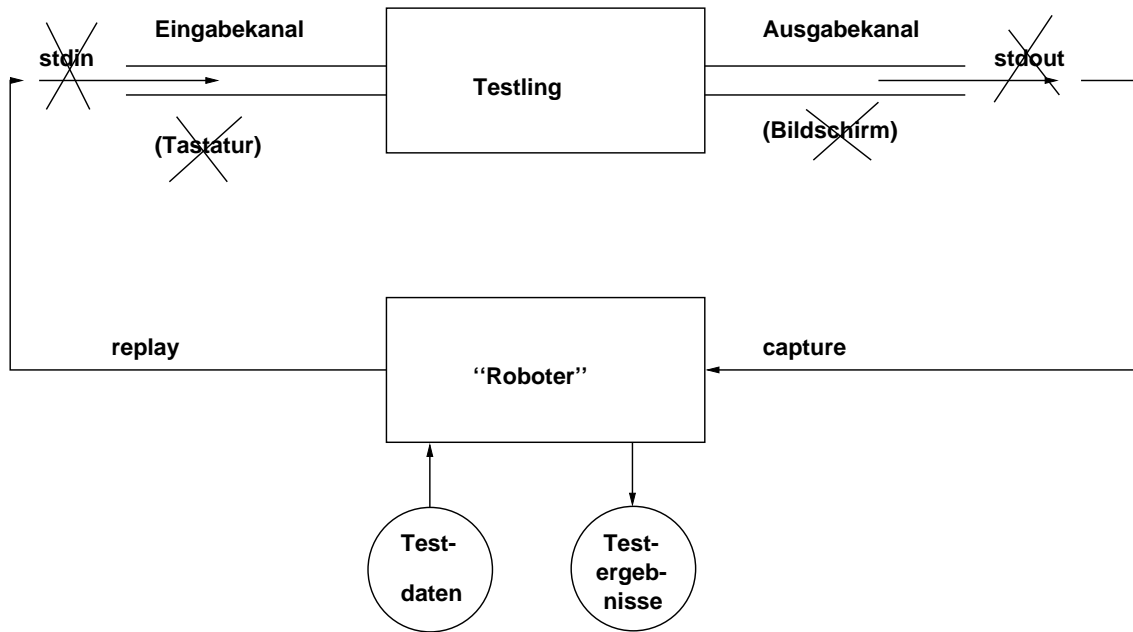 Eingabekanal
Ausgabekanal
stdin
stdout
Testling
(Tastatur)
(Bildschirm)
replay
capture
‘‘Roboter’’
Test-
daten
Test-
ergeb-
nisse